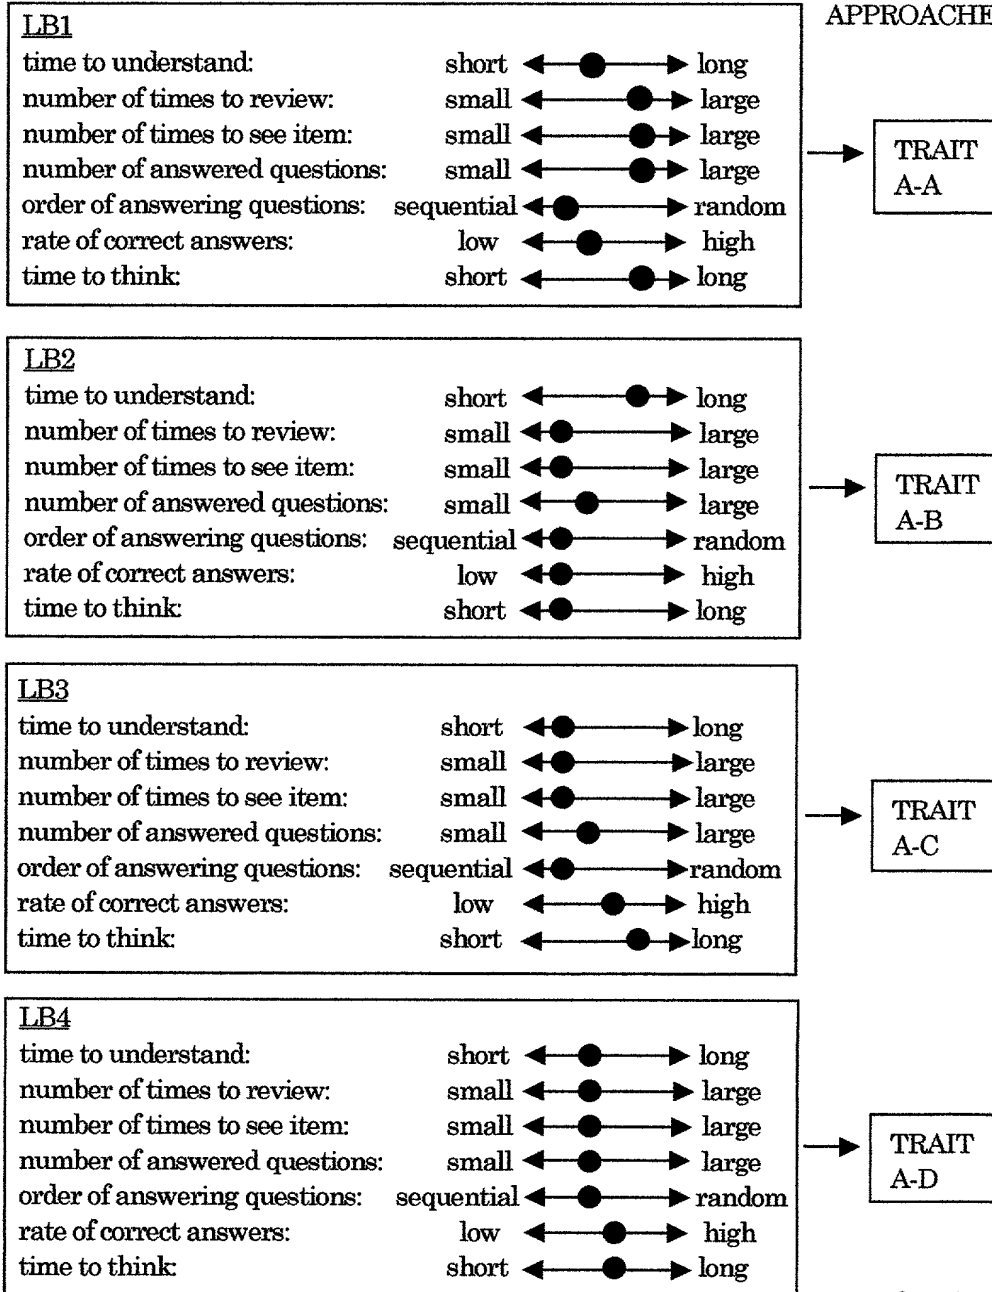 APPROACHE
LB1
time to understand: short long
number of times to review: small large
number of times to see item: small large
number of answered questions: small large
order of answering questions: sequential random
rate of correct answers: low high
time to think: short long
TRAIT
A-A
LB2
time to understand: short long
number of times to review: small large
number of times to see item: small large
number of answered questions: small large
order of answering questions: sequential random
rate of correct answers: low high
time to think: short long
TRAIT
A-B
LB3
time to understand: short long
number of times to review: small large
number of times to see item: small large
number of answered questions: small large
order of answering questions: sequential random
rate of correct answers: low high
time to think: short long
TRAIT
A-C
LB4
time to understand: short long
number of times to review: small large
number of times to see item: small large
number of answered questions: small large
order of answering questions: sequential random
rate of correct answers: low high
time to think: short long
TRAIT
A-D